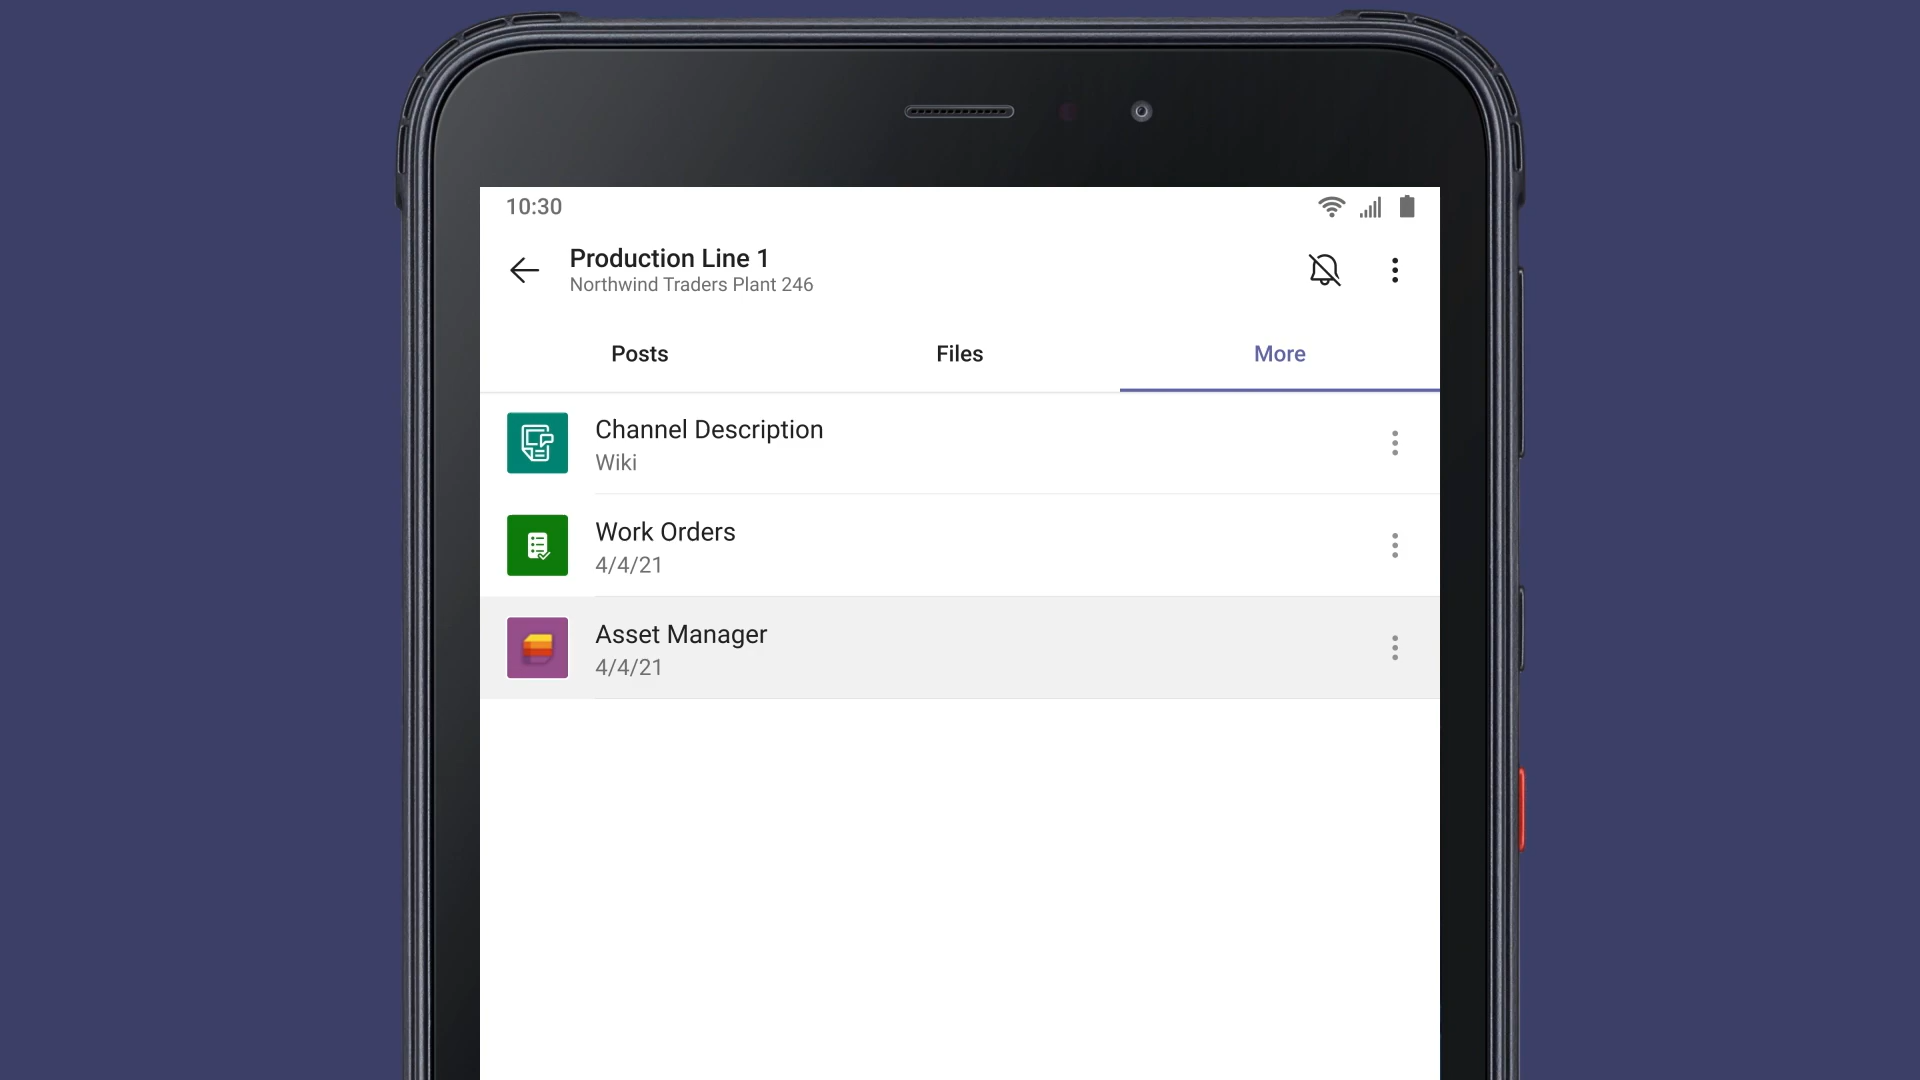 10:30
Production Line 1
Northwind Traders Plant 246
Posts Files More
Channel Description
Wiki
Work Orders
4/4/21
Asset Manager
4/4/21